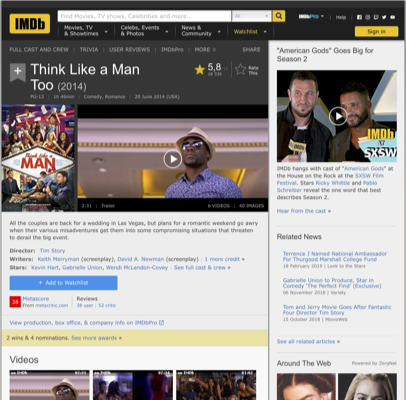 IMDb
Find Movies, TV shows, Celebrities and more...
All
IMDbPro
Help
Movies, TV & Showtimes
Celebs, Events & Photos
News & Community
Watchlist
Sign in
FULL CAST AND CREW | TRIVIA | USER REVIEWS | IMDbPro | MORE
SHARE
Think Like a Man
Too (2014)
5,8
Rate This
PG-13 | 1h 46min | Comedy, Romance | 20 June 2014 (USA)
2:31 | Trailer
6 VIDEOS | 40 IMAGES
All the couples are back for a wedding in Las Vegas, but plans for a romantic weekend go awry
when their various misadventures get them into some compromising situations that threaten
to derail the big event.
Director: Tim Story
Writers: Keith Merryman (screenplay), David A. Newman (screenplay) | 1 more credit »
Stars: Kevin Hart, Gabrielle Union, Wendi McLendon-Covey | See full cast & crew »
+ Add to Watchlist
38
Metascore
From metacritic.com
Reviews
38 user | 52 critic
View production, box office, & company info on IMDbPro
2 wins & 4 nominations. See more awards »
Videos
"American Gods" Goes Big for
Season 2
IMDb
AT
SXSW
IMDb hangs with cast of "American Gods" at
the House on the Rock at the SXSW Film
Festival. Stars Ricky Whittle and Pablo
Schreiber reveal the one word that best
describes Season 2.
Hear from the cast »
Related News
Terrence J Named National Ambassador
For Thurgood Marshall College Fund
18 February 2019 | Look to the Stars
Gabrielle Union to Produce, Star in
Comedy 'The Perfect Find' (Exclusive)
06 November 2018 | Variety
Tom and Jerry Movie Goes After Fantastic
Four Director Tim Story
15 October 2018 | MovieWeb
See all related articles »
Around The Web
Powered by ZergNet